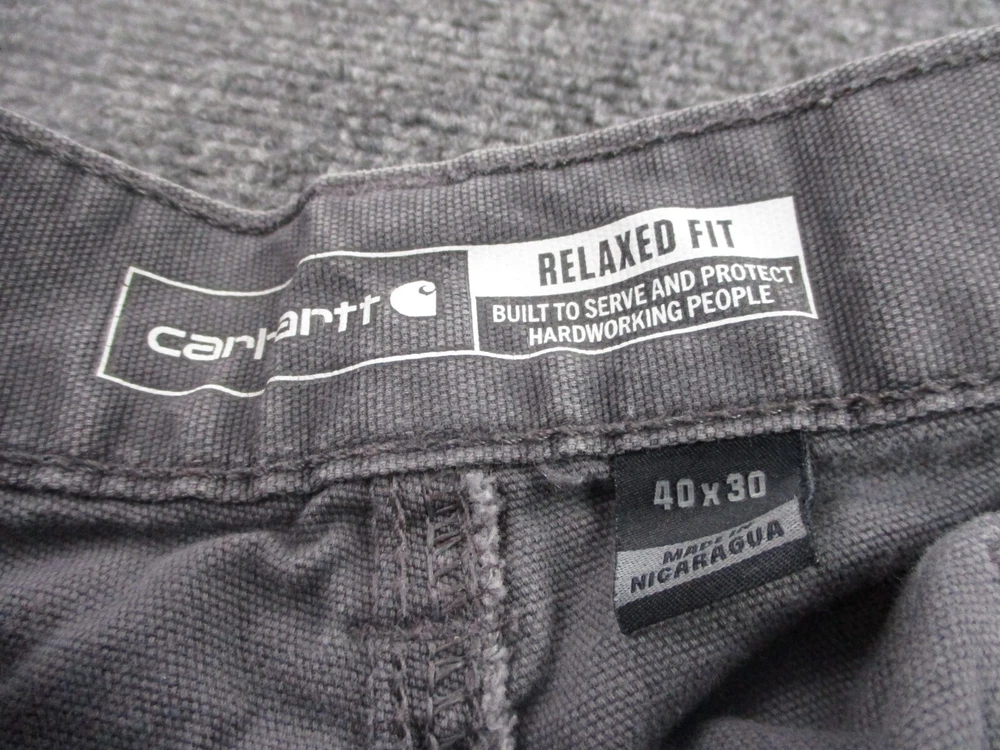 carhartt
RELAXED FIT
BUILT TO SERVE AND PROTECT
HARDWORKING PEOPLE
40 x 30
MADE IN
NICARAGUA